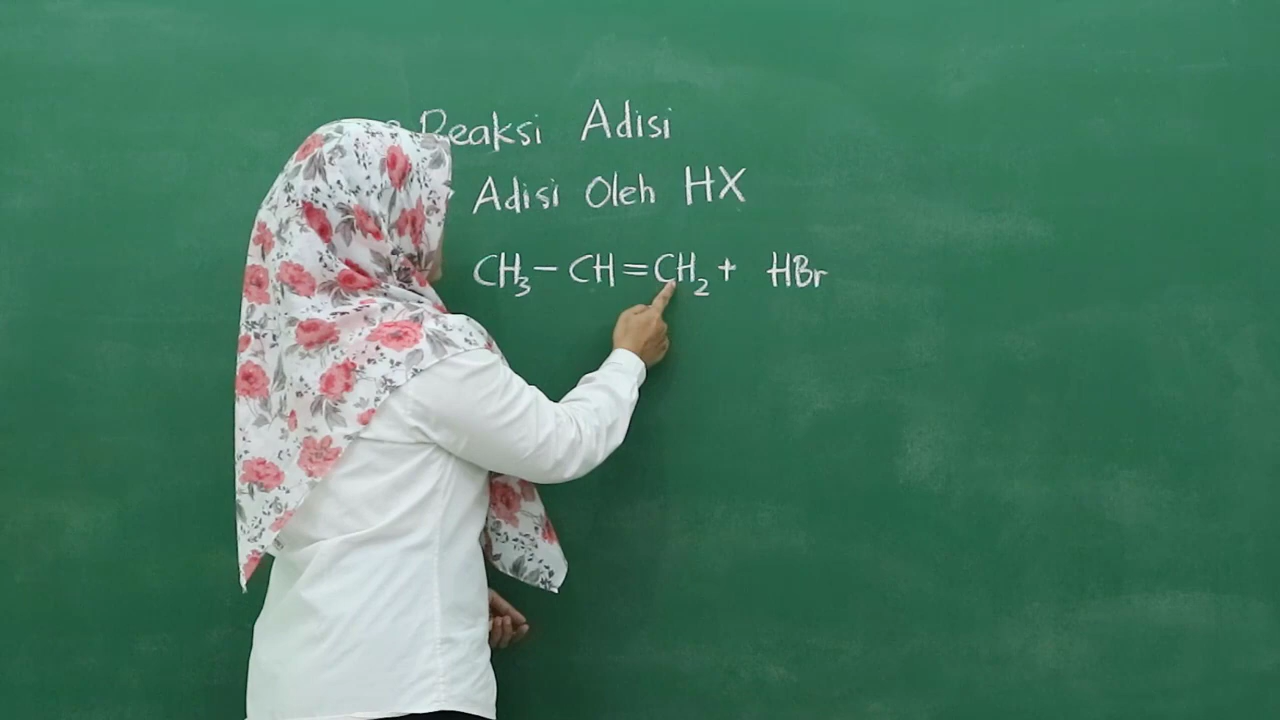 Reaksi Adisi
Adisi Oleh HX
CH₃ – CH = CH₂ + HBr